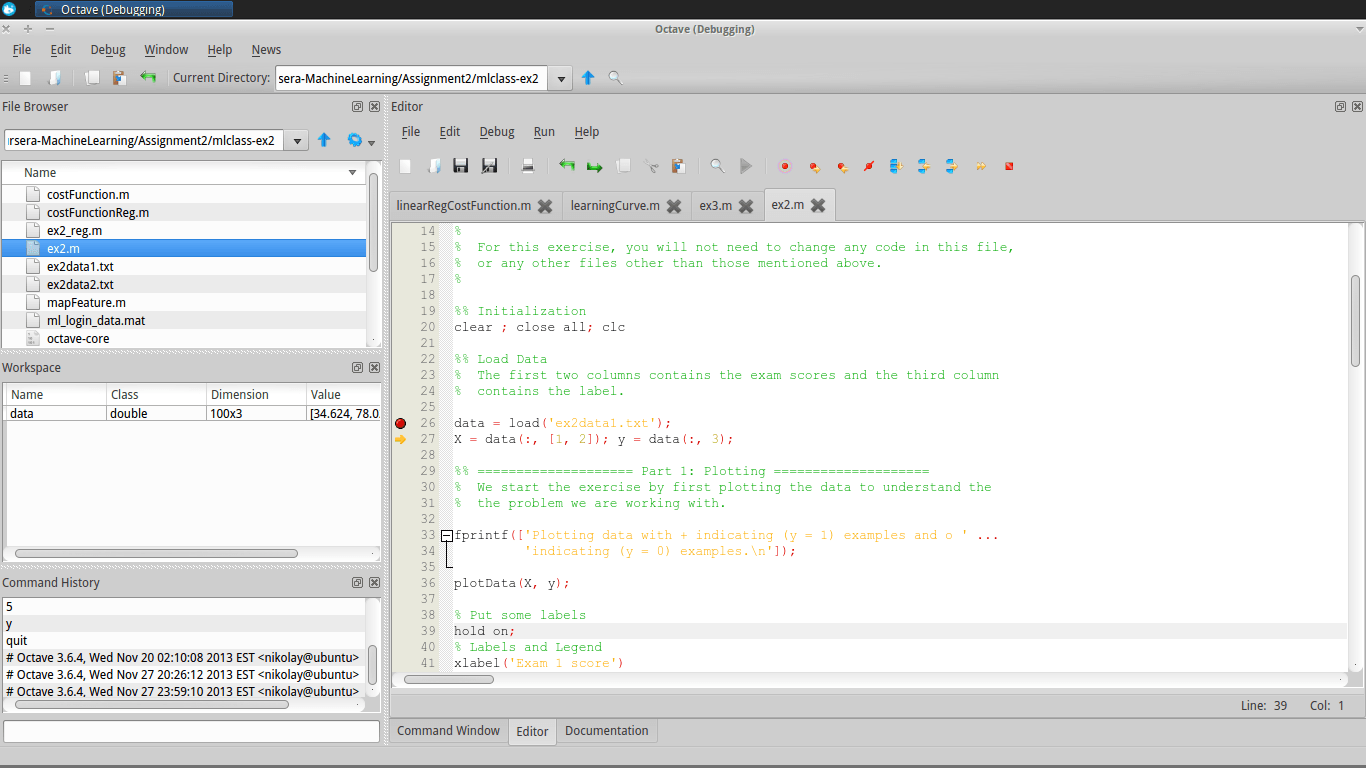 Octave (Debugging)
Octave (Debugging)
File Edit Debug Window Help News
Current Directory: sera-MachineLearning/Assignment2/mlclass-ex2
File Browser
rsera-MachineLearning/Assignment2/mlclass-ex2
Name
costFunction.m
costFunctionReg.m
ex2_reg.m
ex2.m
ex2data1.txt
ex2data2.txt
mapFeature.m
ml_login_data.mat
octave-core
Workspace
Name Class Dimension Value
data double 100x3 [34.624, 78.0
Command History
5
y
quit
# Octave 3.6.4, Wed Nov 20 02:10:08 2013 EST <nikolay@ubuntu>
# Octave 3.6.4, Wed Nov 27 20:26:12 2013 EST <nikolay@ubuntu>
# Octave 3.6.4, Wed Nov 27 23:59:10 2013 EST <nikolay@ubuntu>
Editor
File Edit Debug Run Help
linearRegCostFunction.m learningCurve.m ex3.m ex2.m
14 %
15 % For this exercise, you will not need to change any code in this file,
16 % or any other files other than those mentioned above.
17 %
18
19 %% Initialization
20 clear ; close all; clc
21
22 %% Load Data
23 % The first two columns contains the exam scores and the third column
24 % contains the label.
25
26 data = load('ex2data1.txt');
27 X = data(:, [1, 2]); y = data(:, 3);
28
29 %% ==================== Part 1: Plotting ====================
30 % We start the exercise by first plotting the data to understand the
31 % the problem we are working with.
32
33 fprintf(['Plotting data with + indicating (y = 1) examples and o ' ...
34 'indicating (y = 0) examples.\n']);
35
36 plotData(X, y);
37
38 % Put some labels
39 hold on;
40 % Labels and Legend
41 xlabel('Exam 1 score')
Line: 39 Col: 1
Command Window Editor Documentation